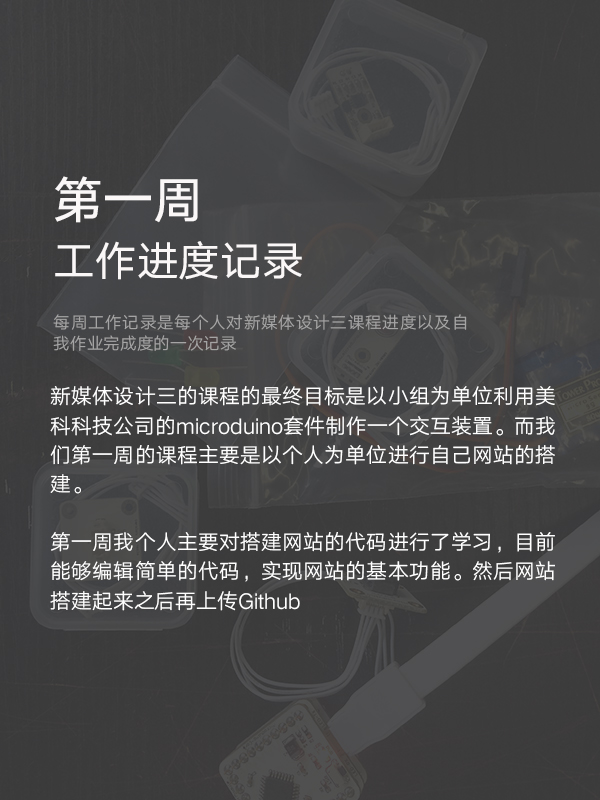 第一周
工作进度记录
每周工作记录是每个人对新媒体设计三课程进度以及自
我作业完成度的一次记录
新媒体设计三的课程的最终目标是以小组为单位利用美
科科技公司的microduino套件制作一个交互装置。而我
们第一周的课程主要是以个人为单位进行自己网站的搭
建。
第一周我个人主要对搭建网站的代码进行了学习，目前
能够编辑简单的代码，实现网站的基本功能。然后网站
搭建起来之后再上传Github